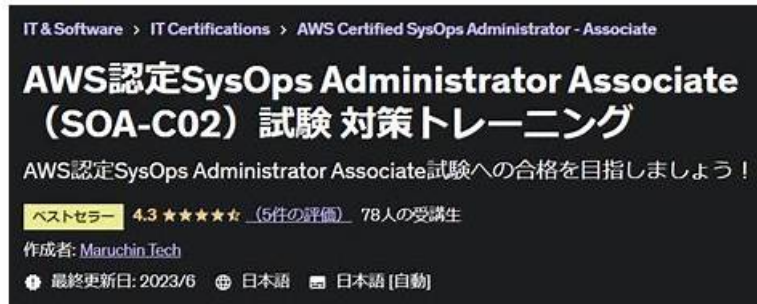 IT & Software > IT Certifications > AWS Certified SysOps Administrator - Associate
AWS認定SysOps Administrator Associate
（SOA-C02）試験 対策トレーニング
AWS認定SysOps Administrator Associate試験への合格を目指しましょう！
ベストセラー 4.3 ★★★★⯪ (5件の評価) 78人の受講生
作成者: Maruchin Tech
最終更新日: 2023/6 日本語 日本語 [自動]